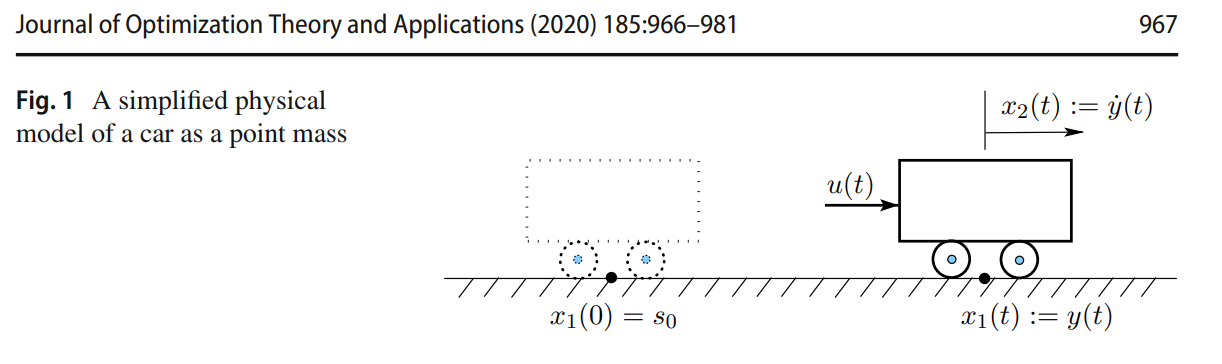 Journal of Optimization Theory and Applications (2020) 185:966–981 967
Fig. 1 A simplified physical
model of a car as a point mass
x₂(t) := ẏ(t)
u(t)
x₁(0) = s₀ x₁(t) := y(t)